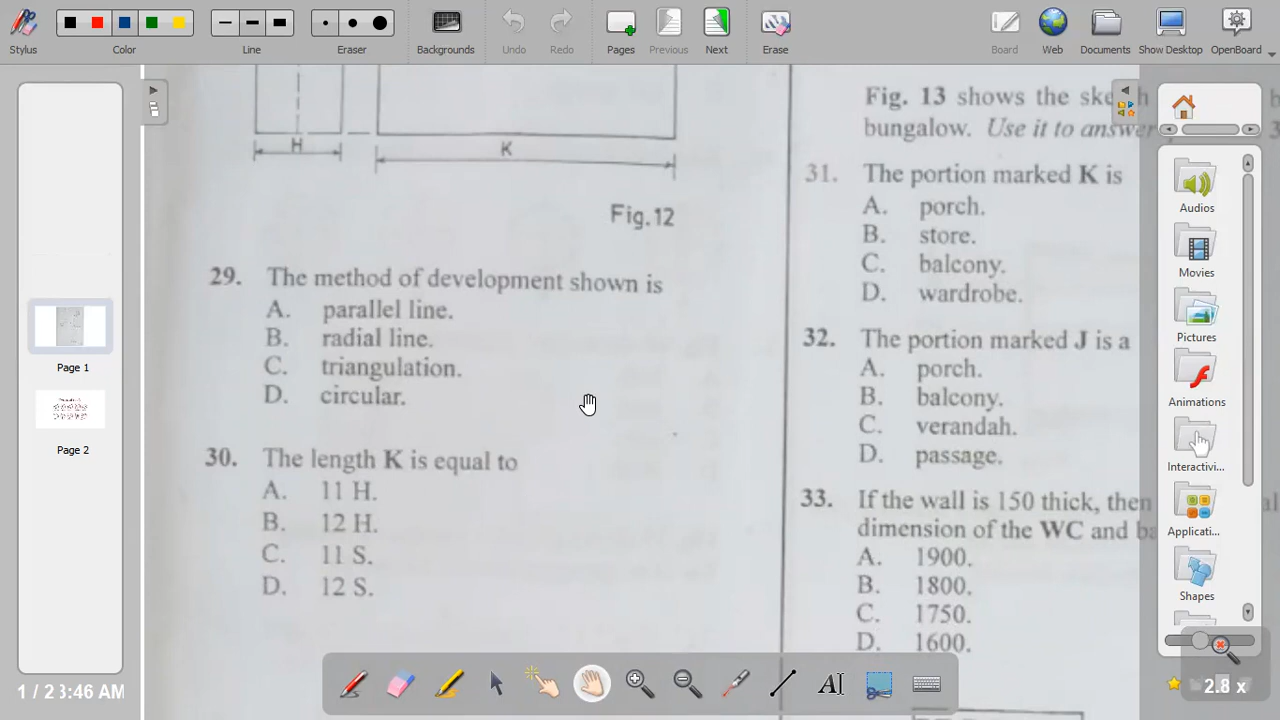 Stylus
Color
Line
Eraser
Backgrounds
Undo
Redo
Pages
Previous
Next
Erase
Board
Web
Documents
Show Desktop
OpenBoard
Page 1
Page 2
1 / 2
3:46 AM
H
K
Fig.12
29. The method of development shown is
A. parallel line.
B. radial line.
C. triangulation.
D. circular.
30. The length K is equal to
A. 11 H.
B. 12 H.
C. 11 S.
D. 12 S.
Fig. 13 shows the
bungalow. Use it to answer
31. The portion marked K is
A. porch.
B. store.
C. balcony.
D. wardrobe.
32. The portion marked J is a
A. porch.
B. balcony.
C. verandah.
D. passage.
33. If the wall is 150 thick, then
dimension of the WC and
A. 1900.
B. 1800.
C. 1750.
D. 1600.
Audios
Movies
Pictures
Animations
Interactivi...
Applicati...
Shapes
2.8 x